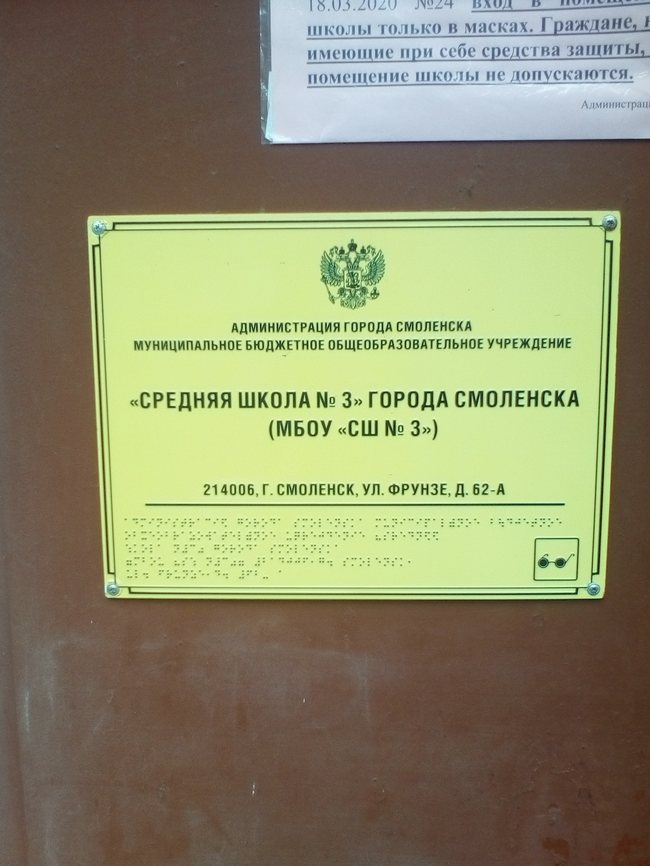 18.03.2020 №24 вход в помещ
школы только в масках. Граждане,
имеющие при себе средства защиты,
помещение школы не допускаются.
Администрац
АДМИНИСТРАЦИЯ ГОРОДА СМОЛЕНСКА
МУНИЦИПАЛЬНОЕ БЮДЖЕТНОЕ ОБЩЕОБРАЗОВАТЕЛЬНОЕ УЧРЕЖДЕНИЕ
«СРЕДНЯЯ ШКОЛА № 3» ГОРОДА СМОЛЕНСКА
(МБОУ «СШ № 3»)
214006, Г. СМОЛЕНСК, УЛ. ФРУНЗЕ, Д. 62-А